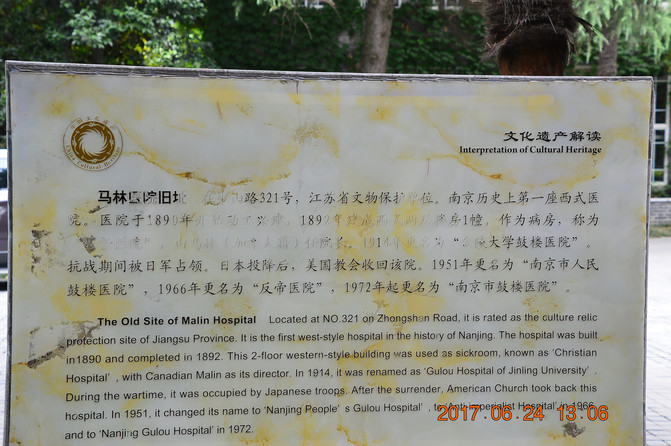 文化遗产解读
Interpretation of Cultural Heritage
马林医院旧址 路321号，江苏省文物保护单位。南京历史上第一座西式医
院。医院于1890年 1892年 房1幢，作为病房，称为
1914年更名为“金陵大学鼓楼医院”。
抗战期间被日军占领。日本投降后，美国教会收回该院。1951年更名为“南京市人民
鼓楼医院”，1966年更名为“反帝医院”，1972年起更名为“南京市鼓楼医院”。
The Old Site of Malin Hospital Located at NO.321 on Zhongshan Road, it is rated as the culture relic
protection site of Jiangsu Province. It is the first west-style hospital in the history of Nanjing. The hospital was built
in1890 and completed in 1892. This 2-floor western-style building was used as sickroom, known as ‘Christian
Hospital’, with Canadian Malin as its director. In 1914, it was renamed as ‘Gulou Hospital of Jinling University’.
During the wartime, it was occupied by Japanese troops. After the surrender, American Church took back this
hospital. In 1951, it changed its name to ‘Nanjing People’s Gulou Hospital’, to ‘Anti-imperialist Hospital’ in 1966
and to ‘Nanjing Gulou Hospital’ in 1972.
2017.06.24 13:06